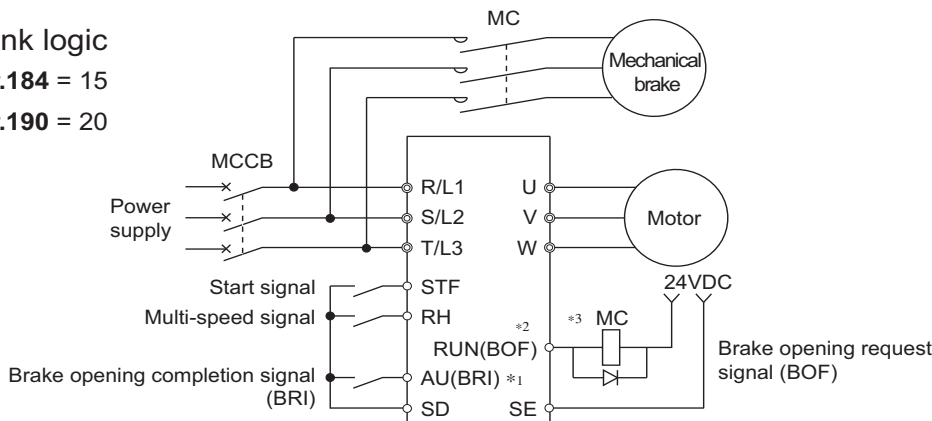 MC
nk logic
.184 = 15
.190 = 20
Mechanical
brake
MCCB
Power
supply
R/L1
S/L2
T/L3
U
V
W
Motor
24VDC
Start signal
STF
Multi-speed signal
RH
*2
*3 MC
RUN(BOF)
Brake opening request
signal (BOF)
Brake opening completion signal
(BRI)
AU(BRI) *1
SD
SE